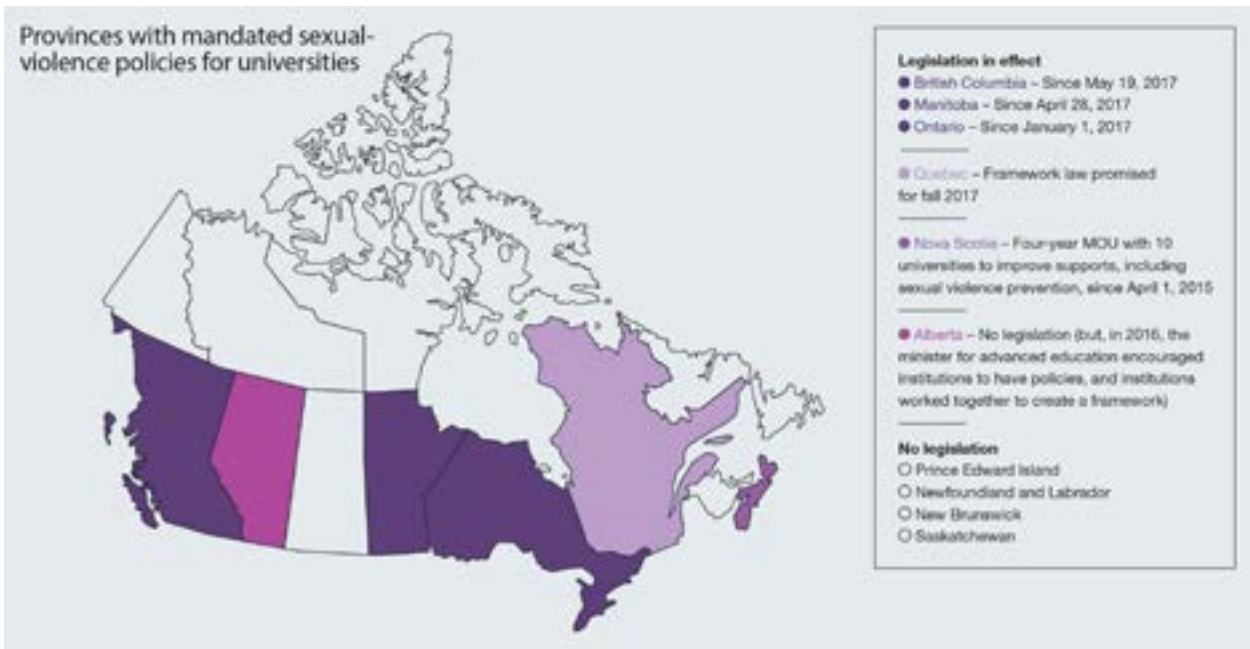 Provinces with mandated sexual-
violence policies for universities
Legislation in effect
British Columbia – Since May 19, 2017
Manitoba – Since April 28, 2017
Ontario – Since January 1, 2017
Quebec – Framework law promised
for fall 2017
Nova Scotia – Four-year MOU with 10
universities to improve supports, including
sexual violence prevention, since April 1, 2015
Alberta – No legislation (but, in 2016, the
minister for advanced education encouraged
institutions to have policies, and institutions
worked together to create a framework)
No legislation
Prince Edward Island
Newfoundland and Labrador
New Brunswick
Saskatchewan